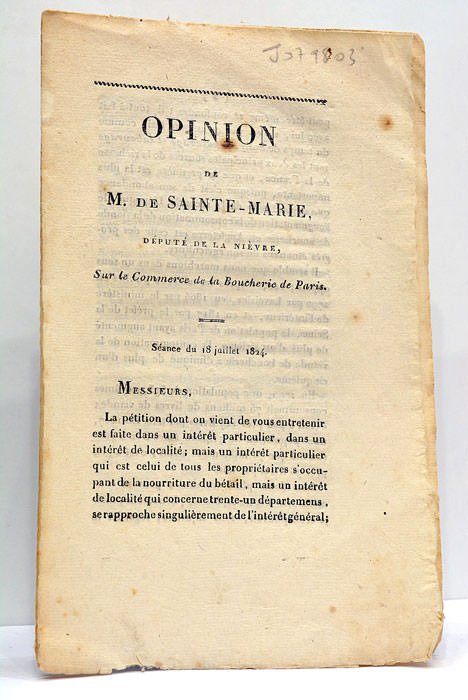 J079803
OPINION
DE
M. DE SAINTE-MARIE,
DÉPUTÉ DE LA NIÈVRE,
Sur le Commerce de la Boucherie de Paris.
Séance du 18 juillet 1824.
MESSIEURS,
La pétition dont on vient de vous entretenir
est faite dans un intérêt particulier, dans un
intérêt de localité; mais un intérêt particulier
qui est celui de tous les propriétaires s'occu-
pant de la nourriture du bétail, mais un intérêt
de localité qui concerne trente-un départemens,
se rapproche singulièrement de l'intérêt général;